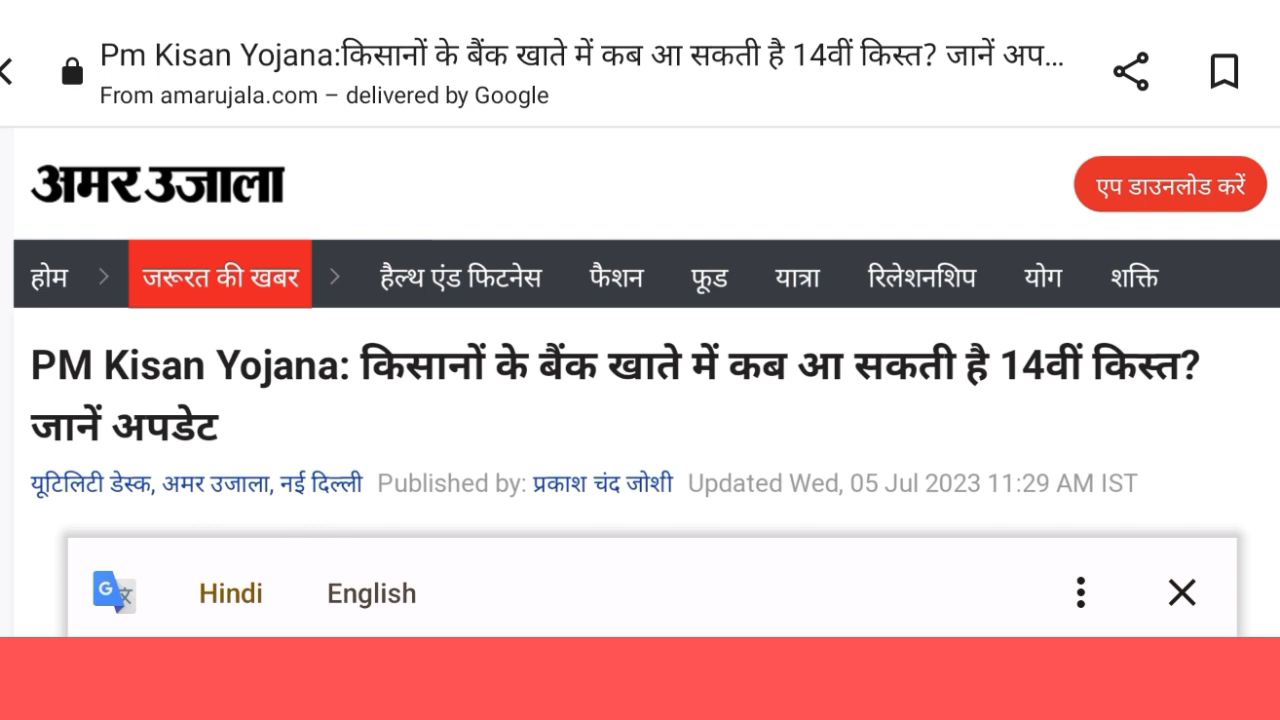 Pm Kisan Yojana:किसानों के बैंक खाते में कब आ सकती है 14वीं किस्त? जानें अप...
From amarujala.com – delivered by Google
अमर उजाला
एप डाउनलोड करें
होम > जरूरत की खबर > हैल्थ एंड फिटनेस फैशन फूड यात्रा रिलेशनशिप योग शक्ति
PM Kisan Yojana: किसानों के बैंक खाते में कब आ सकती है 14वीं किस्त?
जानें अपडेट
यूटिलिटी डेस्क, अमर उजाला, नई दिल्ली Published by: प्रकाश चंद जोशी Updated Wed, 05 Jul 2023 11:29 AM IST
Hindi English